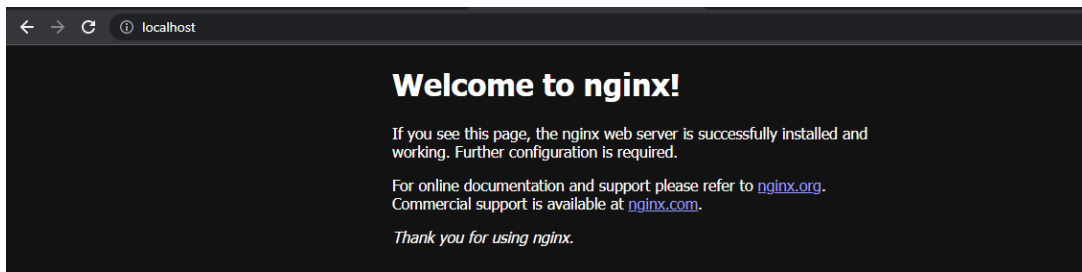 localhost
Welcome to nginx!
If you see this page, the nginx web server is successfully installed and
working. Further configuration is required.
For online documentation and support please refer to nginx.org.
Commercial support is available at nginx.com.
Thank you for using nginx.